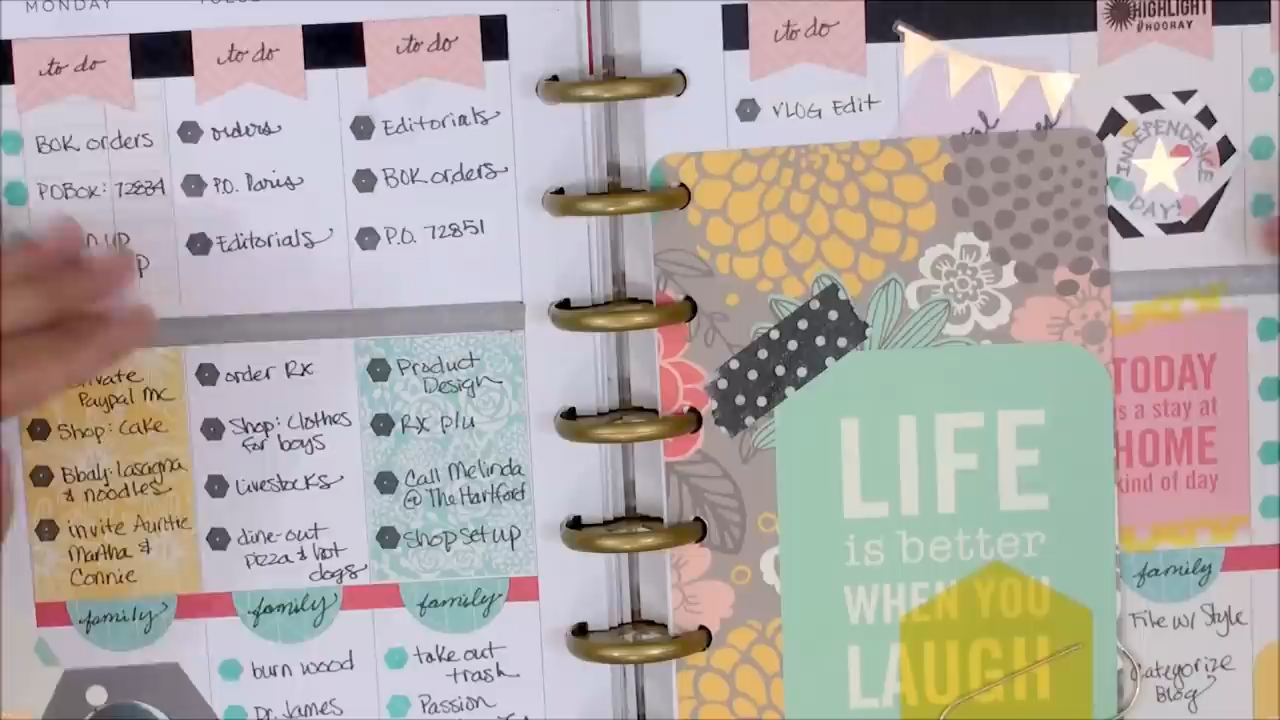 MONDAY
to do
BOK orders
POBox: 72884
to do
orders
P.O. Paris
Editorials
to do
Editorials
BOK orders
P.O. 72851
Paypal MC
Shop: Cake
Bbaly: lasagna
& noodles
invite Auntie
Martha &
Connie
order Rx
Shop: Clothes
for boys
Livestocks
dine-out
pizza & hot
dogs
Product
Design
Rx p/u
Call Melinda
@ The Hartford
Shop set up
family
family
burn wood
Dr. James
family
take out
trash
Passion
to do
VLOG Edit
HIGHLIGHT
HOORAY
INDEPENDENCE
DAY!
LIFE
is better
WHEN YOU
LAUGH
TODAY
is a stay at
HOME
kind of day
family
File w/ Style
Categorize
Blog